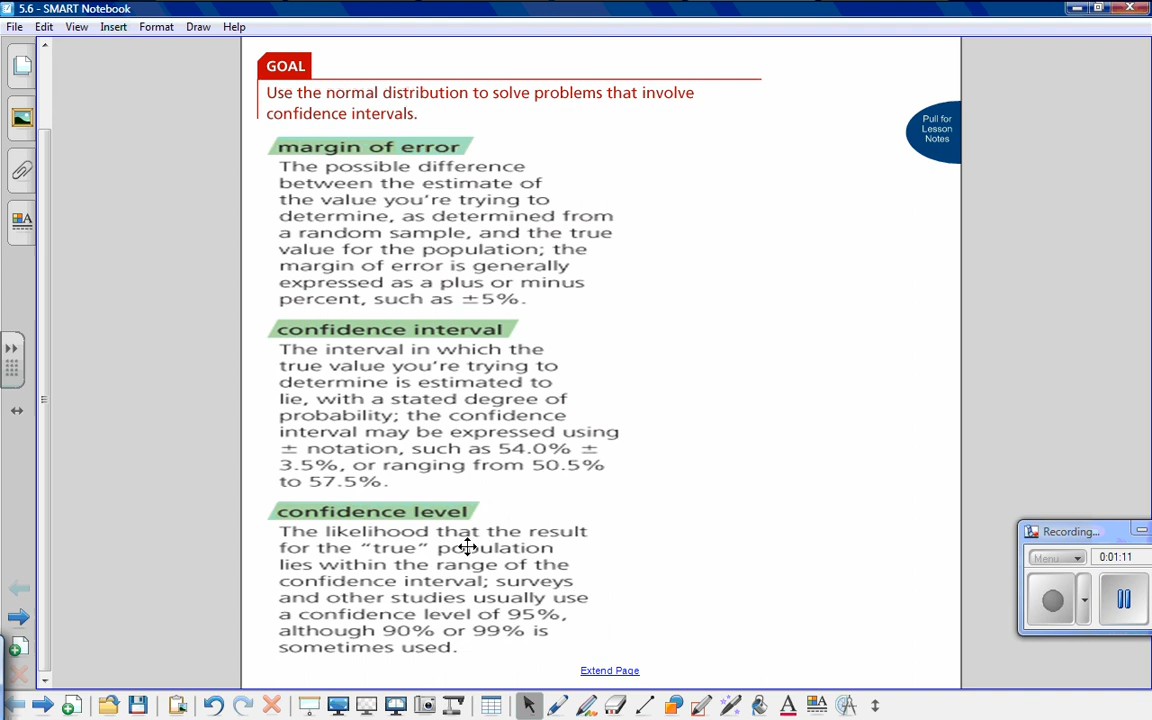 5.6 - SMART Notebook
File Edit View Insert Format Draw Help
GOAL
Use the normal distribution to solve problems that involve
confidence intervals.
Pull for
Lesson
Notes
margin of error
The possible difference
between the estimate of
the value you're trying to
determine, as determined from
a random sample, and the true
value for the population; the
margin of error is generally
expressed as a plus or minus
percent, such as ±5%.
confidence interval
The interval in which the
true value you're trying to
determine is estimated to
lie, with a stated degree of
probability; the confidence
interval may be expressed using
± notation, such as 54.0% ±
3.5%, or ranging from 50.5%
to 57.5%.
confidence level
The likelihood that the result
for the “true” population
lies within the range of the
confidence interval; surveys
and other studies usually use
a confidence level of 95%,
although 90% or 99% is
sometimes used.
Extend Page
Recording...
Menu 0:01:11